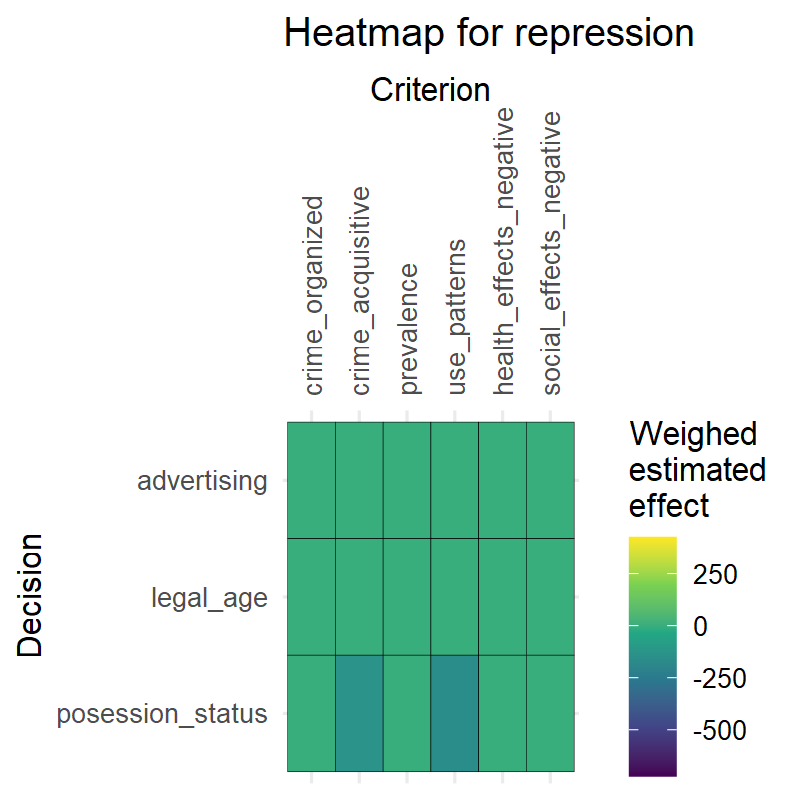 Heatmap for repression
Criterion
crime_organized
crime_acquisitive
prevalence
use_patterns
health_effects_negative
social_effects_negative
Decision
advertising
legal_age
posession_status
Weighed
estimated
effect
250
0
-250
-500